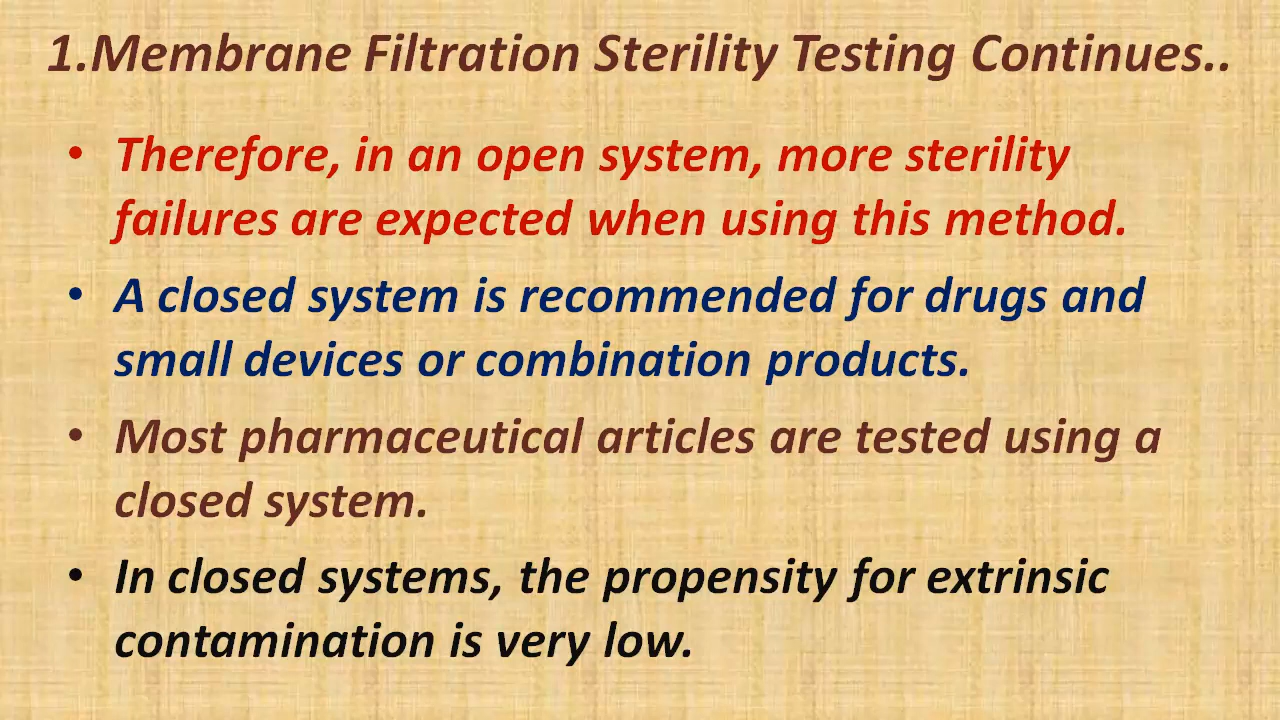 1.Membrane Filtration Sterility Testing Continues..
• Therefore, in an open system, more sterility
failures are expected when using this method.
• A closed system is recommended for drugs and
small devices or combination products.
• Most pharmaceutical articles are tested using a
closed system.
• In closed systems, the propensity for extrinsic
contamination is very low.